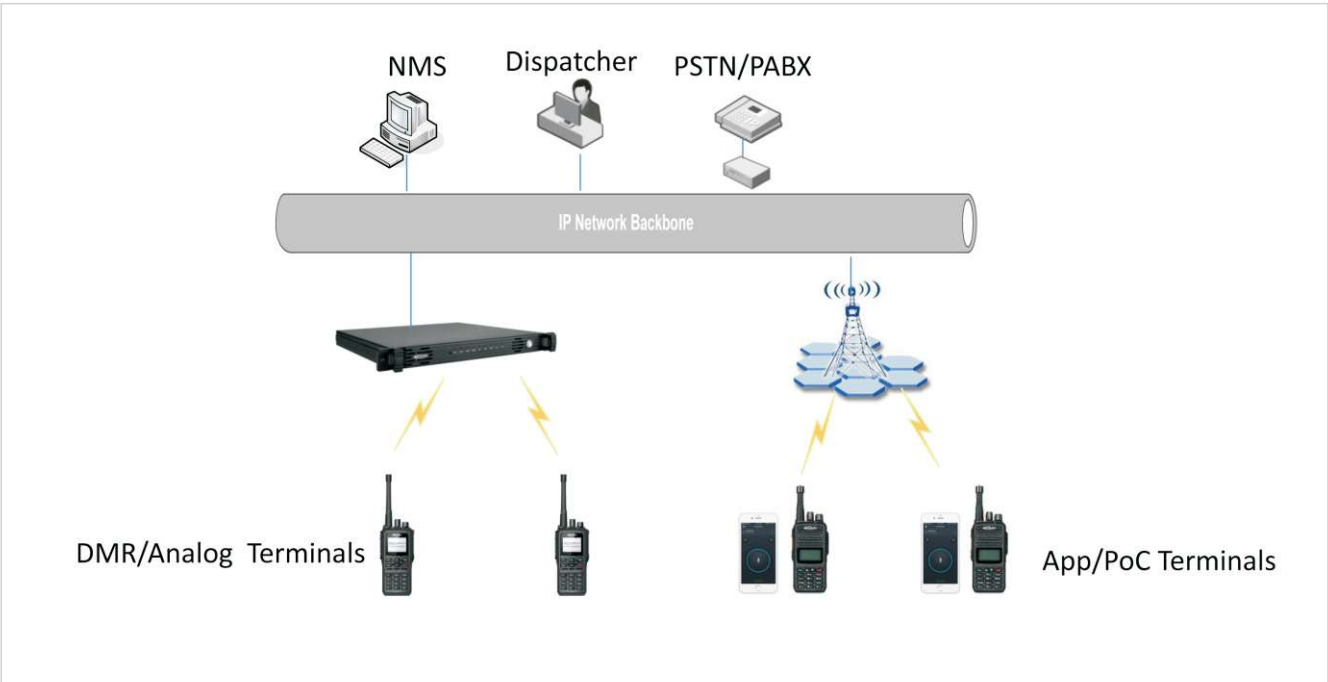 NMS
Dispatcher
PSTN/PABX
IP Network Backbone
DMR/Analog Terminals
App/PoC Terminals